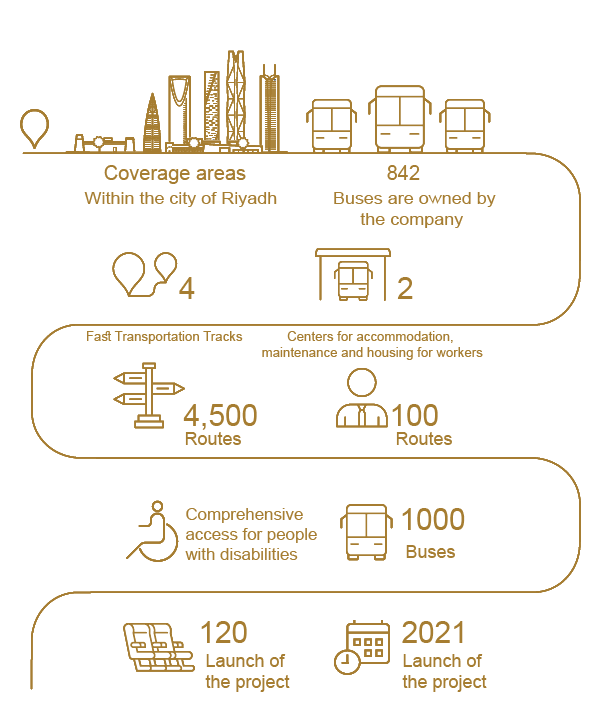 Coverage areas
Within the city of Riyadh
842
Buses are owned by
the company
4
2
Fast Transportation Tracks
Centers for accommodation,
maintenance and housing for workers
4,500
Routes
100
Routes
Comprehensive
access for people
with disabilities
1000
Buses
120
Launch of
the project
2021
Launch of
the project